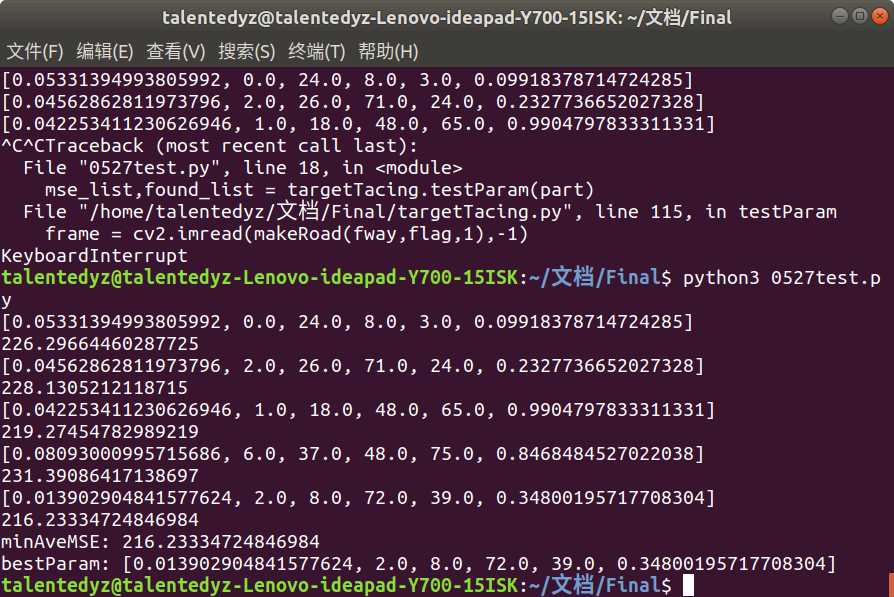 talentedyz@talentedyz-Lenovo-ideapad-Y700-15ISK: ~/文档/Final
文件(F) 编辑(E) 查看(V) 搜索(S) 终端(T) 帮助(H)
[0.05331394993805992, 0.0, 24.0, 8.0, 3.0, 0.09918378714724285]
[0.04562862811973796, 2.0, 26.0, 71.0, 24.0, 0.2327736652027328]
[0.042253411230626946, 1.0, 18.0, 48.0, 65.0, 0.9904797833311331]
^C^CTraceback (most recent call last):
  File "0527test.py", line 18, in <module>
    mse_list,found_list = targetTacing.testParam(part)
  File "/home/talentedyz/文档/Final/targetTacing.py", line 115, in testParam
    frame = cv2.imread(makeRoad(fway,flag,1),-1)
KeyboardInterrupt
talentedyz@talentedyz-Lenovo-ideapad-Y700-15ISK:~/文档/Final$ python3 0527test.p
y
[0.05331394993805992, 0.0, 24.0, 8.0, 3.0, 0.09918378714724285]
226.29664460287725
[0.04562862811973796, 2.0, 26.0, 71.0, 24.0, 0.2327736652027328]
228.1305212118715
[0.042253411230626946, 1.0, 18.0, 48.0, 65.0, 0.9904797833311331]
219.27454782989219
[0.08093000995715686, 6.0, 37.0, 48.0, 75.0, 0.8468484527022038]
231.39086417138697
[0.013902904841577624, 2.0, 8.0, 72.0, 39.0, 0.34800195717708304]
216.23334724846984
minAveMSE: 216.23334724846984
bestParam: [0.013902904841577624, 2.0, 8.0, 72.0, 39.0, 0.34800195717708304]
talentedyz@talentedyz-Lenovo-ideapad-Y700-15ISK:~/文档/Final$